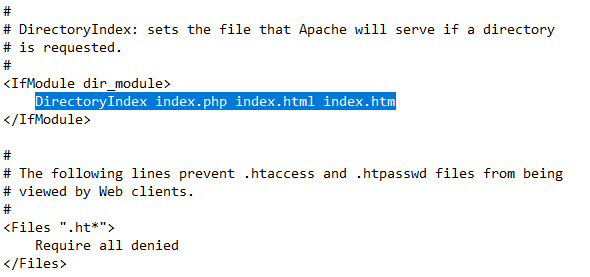 #
# DirectoryIndex: sets the file that Apache will serve if a directory
# is requested.
#
<IfModule dir_module>
    DirectoryIndex index.php index.html index.htm
</IfModule>

#
# The following lines prevent .htaccess and .htpasswd files from being
# viewed by Web clients.
#
<Files ".ht*">
    Require all denied
</Files>